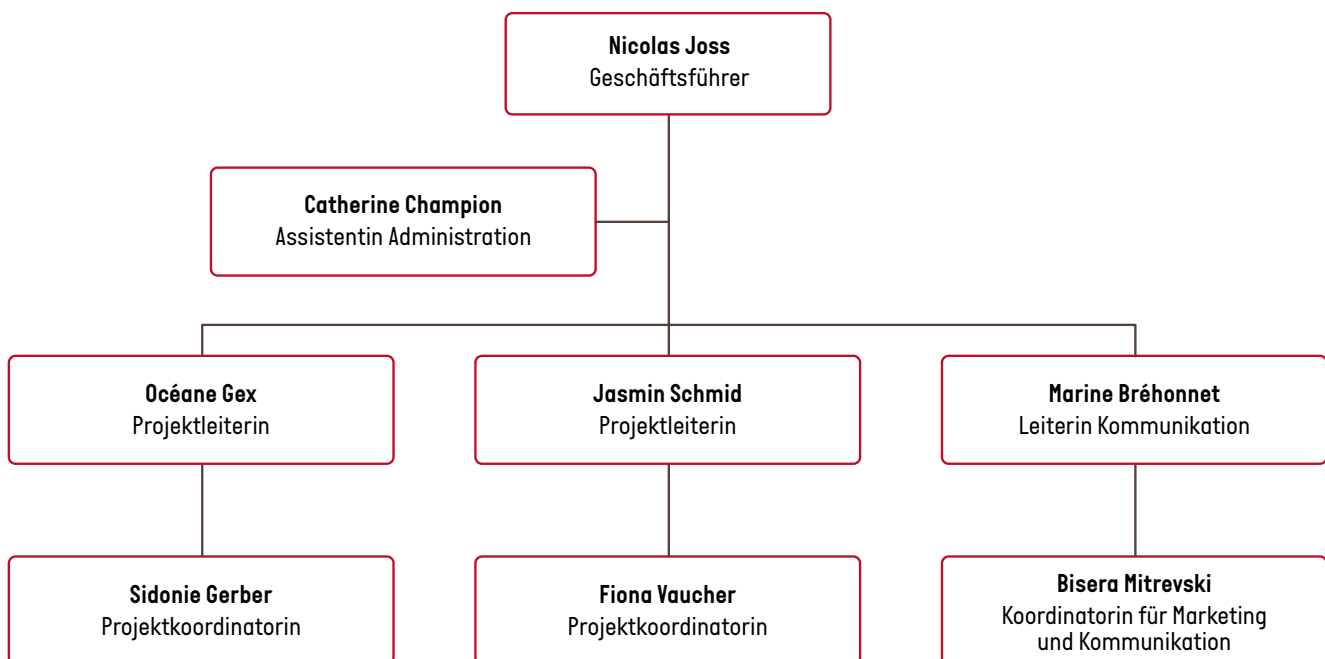 Nicolas Joss
Geschäftsführer
Catherine Champion
Assistentin Administration
Océane Gex
Projektleiterin
Jasmin Schmid
Projektleiterin
Marine Bréhonnet
Leiterin Kommunikation
Sidonie Gerber
Projektkoordinatorin
Fiona Vaucher
Projektkoordinatorin
Bisera Mitrevski
Koordinatorin für Marketing
und Kommunikation